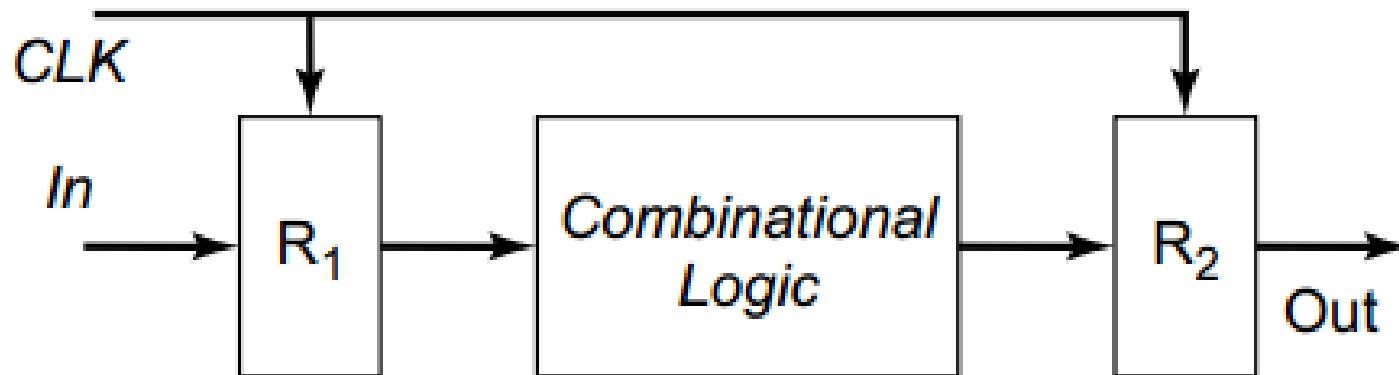 CLK
In
R₁
Combinational
Logic
R₂
Out